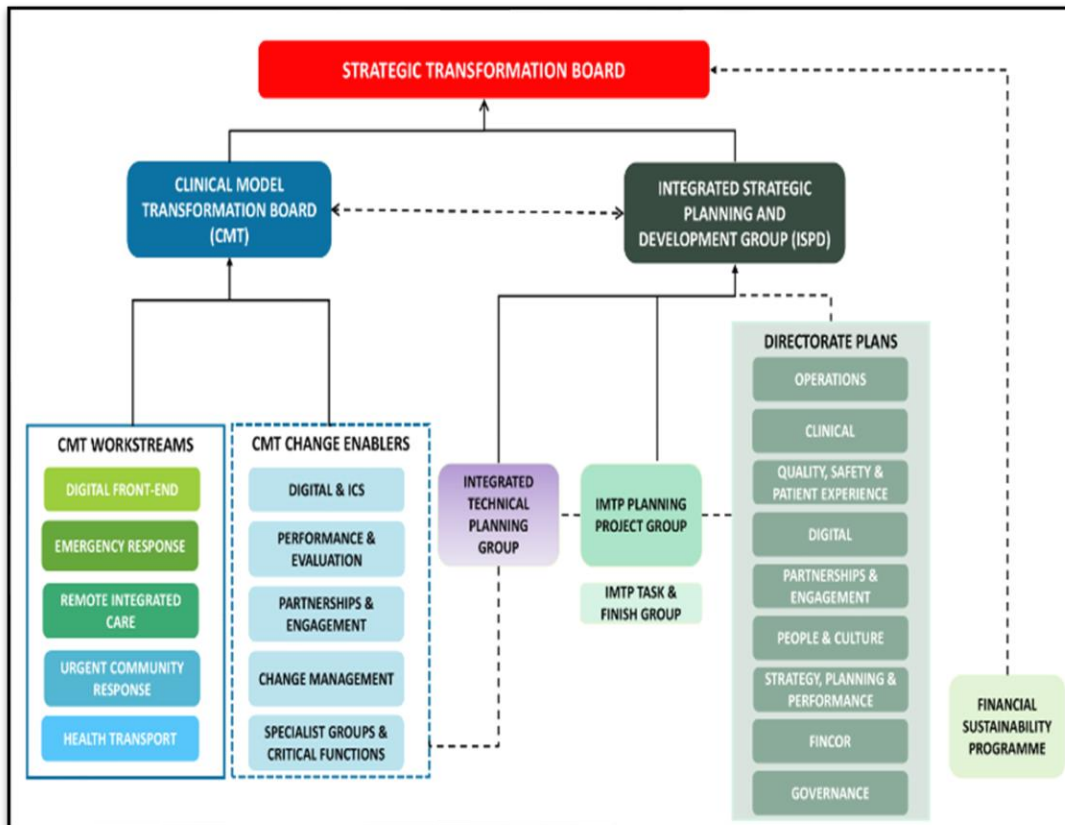 STRATEGIC TRANSFORMATION BOARD
CLINICAL MODEL
TRANSFORMATION BOARD
(CMT)
INTEGRATED STRATEGIC
PLANNING AND
DEVELOPMENT GROUP (ISPD)
CMT WORKSTREAMS
DIGITAL FRONT-END
EMERGENCY RESPONSE
REMOTE INTEGRATED
CARE
URGENT COMMUNITY
RESPONSE
HEALTH TRANSPORT
CMT CHANGE ENABLERS
DIGITAL & ICS
PERFORMANCE &
EVALUATION
PARTNERSHIPS &
ENGAGEMENT
CHANGE MANAGEMENT
SPECIALIST GROUPS &
CRITICAL FUNCTIONS
INTEGRATED
TECHNICAL
PLANNING
GROUP
IMTP PLANNING
PROJECT GROUP
IMTP TASK &
FINISH GROUP
DIRECTORATE PLANS
OPERATIONS
CLINICAL
QUALITY, SAFETY &
PATIENT EXPERIENCE
DIGITAL
PARTNERSHIPS &
ENGAGEMENT
PEOPLE & CULTURE
STRATEGY, PLANNING &
PERFORMANCE
FINCOR
GOVERNANCE
FINANCIAL
SUSTAINABILITY
PROGRAMME